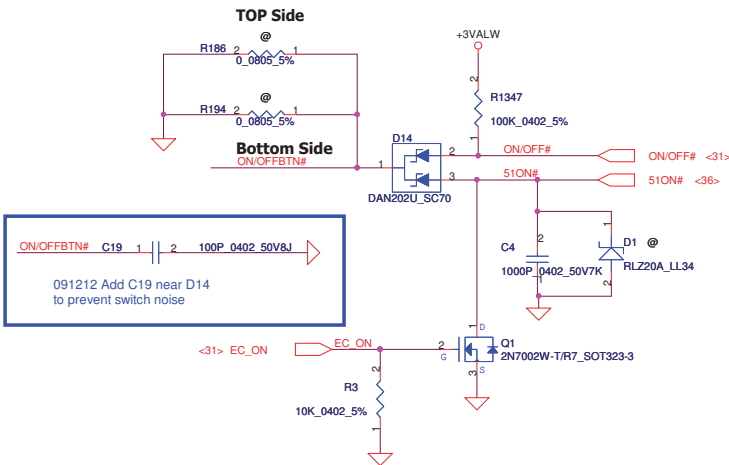 TOP Side
@
R186 2 1
0_0805_5%
@
R194 2 1
0_0805_5%
Bottom Side
ON/OFFBTN#
+3VALW
2
R1347
100K_0402_5%
1
D14
1
2
3
DAN202U_SC70
ON/OFF#
ON/OFF# <31>
51ON#
51ON# <36>
2
C4
1000P_0402_50V7K
1
1
D1 @
RLZ20A_LL34
2
ON/OFFBTN# C19 1 2 100P_0402_50V8J
091212 Add C19 near D14
to prevent switch noise
<31> EC_ON
EC_ON
2
G
1
D
Q1
2N7002W-T/R7_SOT323-3
3
S
2
R3
10K_0402_5%
1